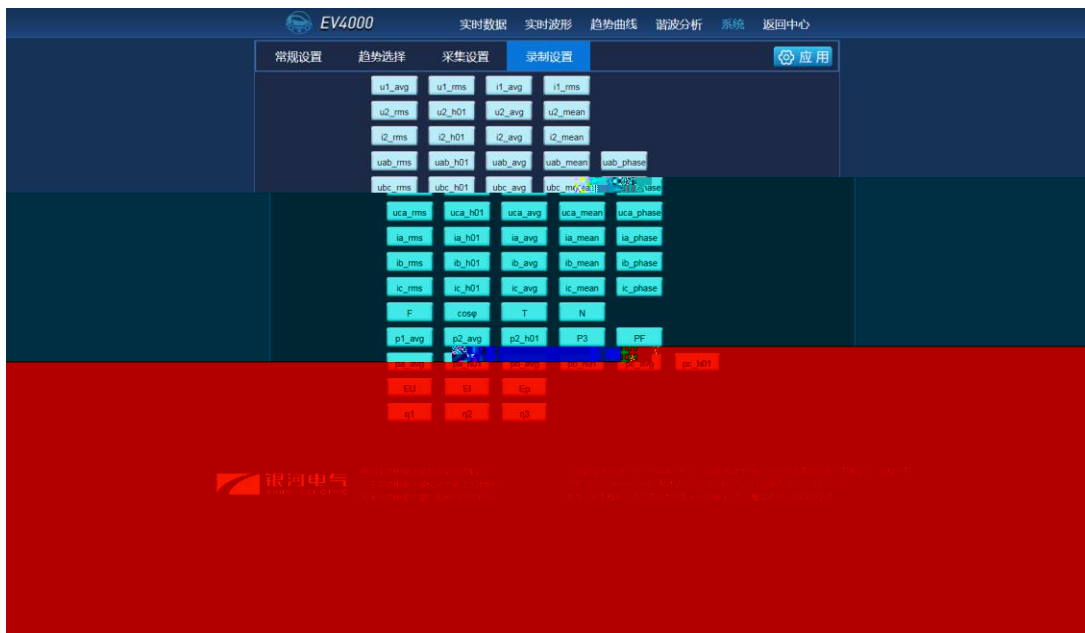 EV4000 实时数据 实时波形 趋势曲线 谐波分析 系统 返回中心
常规设置 趋势选择 采集设置 录制设置 应用
u1_avg u1_rms i1_avg i1_rms
u2_rms u2_h01 u2_avg u2_mean
i2_rms i2_h01 i2_avg i2_mean
uab_rms uab_h01 uab_avg uab_mean uab_phase
ubc_rms ubc_h01 ubc_avg
uca_rms uca_h01 uca_avg uca_mean uca_phase
ia_rms ia_h01 ia_avg ia_mean ia_phase
ib_rms ib_h01 ib_avg ib_mean ib_phase
ic_rms ic_h01 ic_avg ic_mean ic_phase
F cosφ T N
p1_avg p2_avg p2_h01 P3 PF
pc_h01
EU EI Ep
η1 η2 η3
银河电气